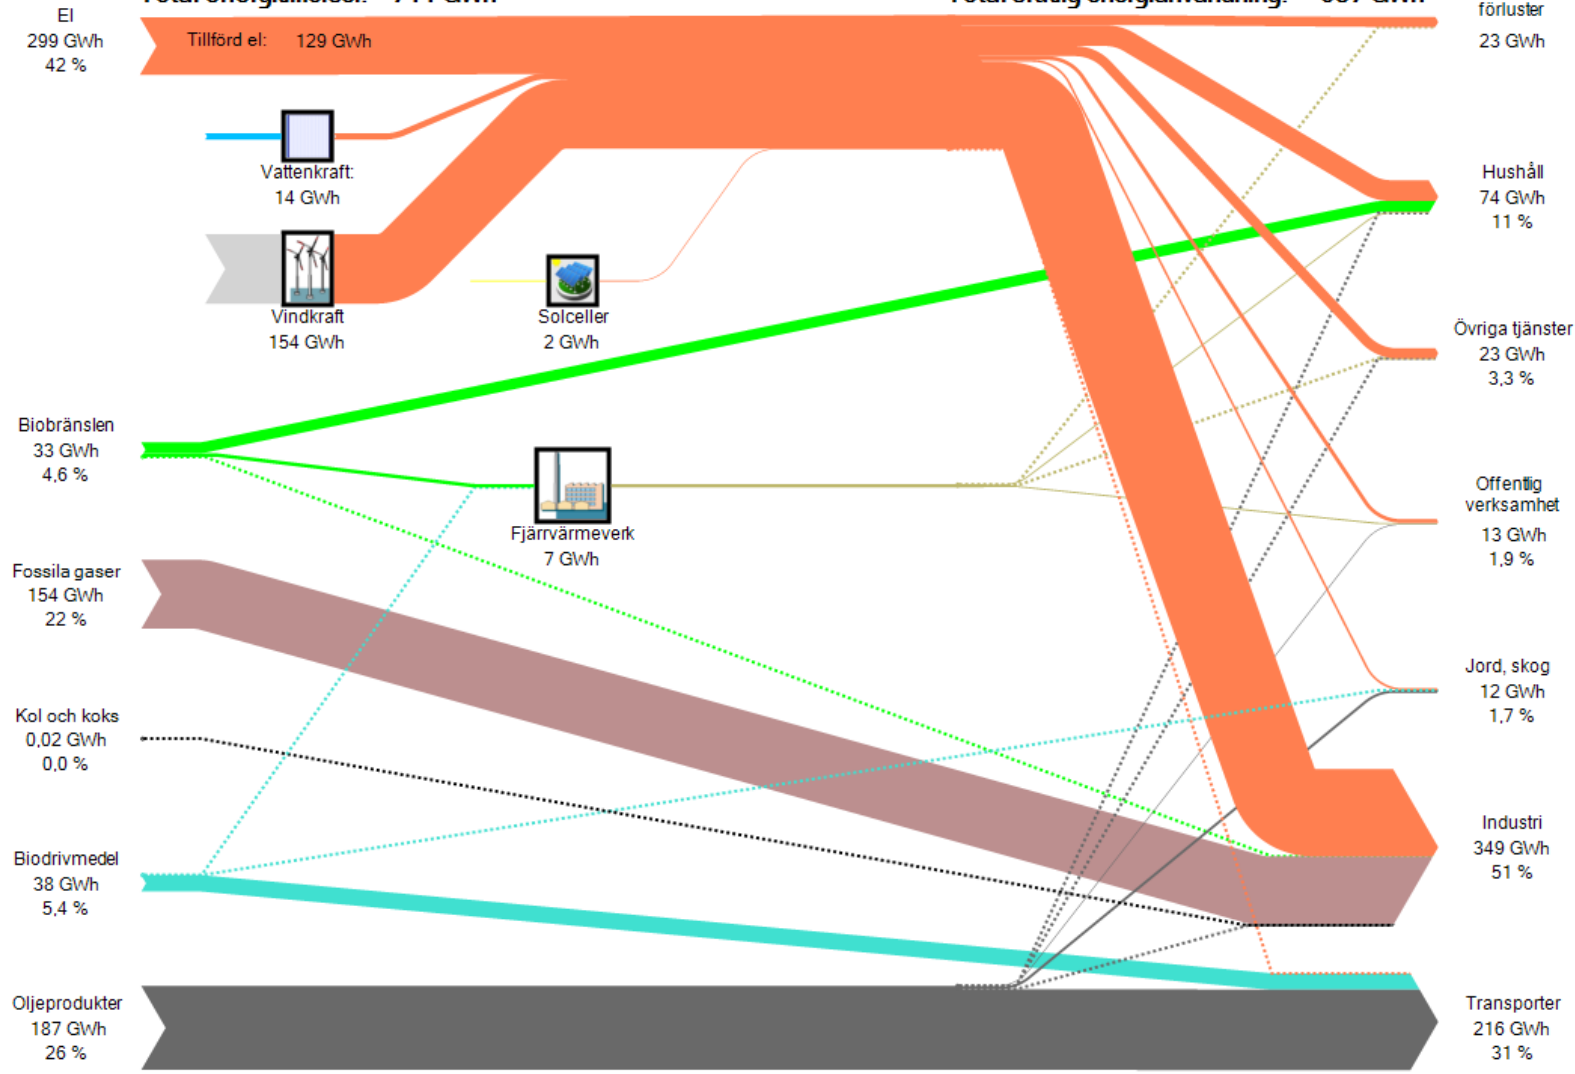 El
299 GWh
42 %
Tillförd el: 129 GWh
förluster
23 GWh
Vattenkraft:
14 GWh
Hushåll
74 GWh
11 %
Vindkraft
154 GWh
Solceller
2 GWh
Övriga tjänster
23 GWh
3,3 %
Biobränslen
33 GWh
4,6 %
Fjärrvärmeverk
7 GWh
Offentlig
verksamhet
13 GWh
1,9 %
Fossila gaser
154 GWh
22 %
Jord, skog
12 GWh
1,7 %
Kol och koks
0,02 GWh
0,0 %
Industri
349 GWh
51 %
Biodrivmedel
38 GWh
5,4 %
Oljeprodukter
187 GWh
26 %
Transporter
216 GWh
31 %